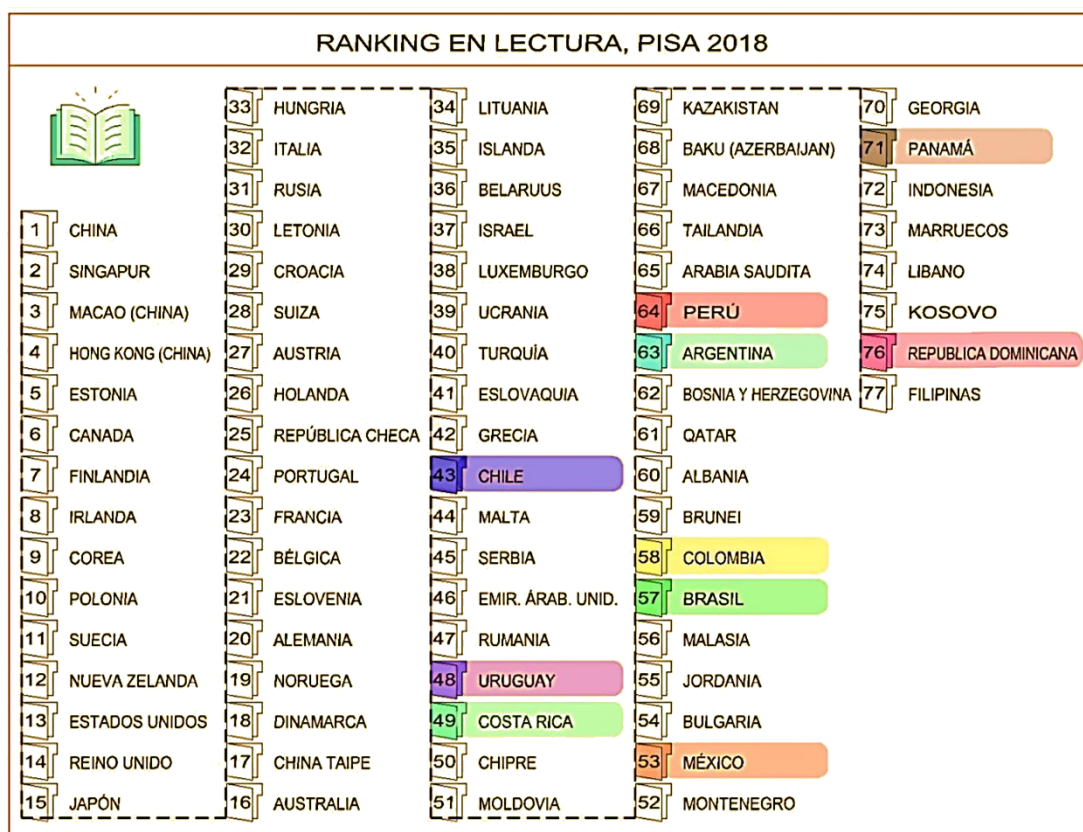 RANKING EN LECTURA, PISA 2018
1 CHINA
2 SINGAPUR
3 MACAO (CHINA)
4 HONG KONG (CHINA)
5 ESTONIA
6 CANADA
7 FINLANDIA
8 IRLANDA
9 COREA
10 POLONIA
11 SUECIA
12 NUEVA ZELANDA
13 ESTADOS UNIDOS
14 REINO UNIDO
15 JAPÓN
33 HUNGRIA
32 ITALIA
31 RUSIA
30 LETONIA
29 CROACIA
28 SUIZA
27 AUSTRIA
26 HOLANDA
25 REPÚBLICA CHECA
24 PORTUGAL
23 FRANCIA
22 BÉLGICA
21 ESLOVENIA
20 ALEMANIA
19 NORUEGA
18 DINAMARCA
17 CHINA TAIPE
16 AUSTRALIA
34 LITUANIA
35 ISLANDA
36 BELARUUS
37 ISRAEL
38 LUXEMBURGO
39 UCRANIA
40 TURQUÍA
41 ESLOVAQUIA
42 GRECIA
43 CHILE
44 MALTA
45 SERBIA
46 EMIR. ÁRAB. UNID.
47 RUMANIA
48 URUGUAY
49 COSTA RICA
50 CHIPRE
51 MOLDOVIA
69 KAZAKISTAN
68 BAKU (AZERBAIJAN)
67 MACEDONIA
66 TAILANDIA
65 ARABIA SAUDITA
64 PERÚ
63 ARGENTINA
62 BOSNIA Y HERZEGOVINA
61 QATAR
60 ALBANIA
59 BRUNEI
58 COLOMBIA
57 BRASIL
56 MALASIA
55 JORDANIA
54 BULGARIA
53 MÉXICO
52 MONTENEGRO
70 GEORGIA
71 PANAMÁ
72 INDONESIA
73 MARRUECOS
74 LIBANO
75 KOSOVO
76 REPUBLICA DOMINICANA
77 FILIPINAS